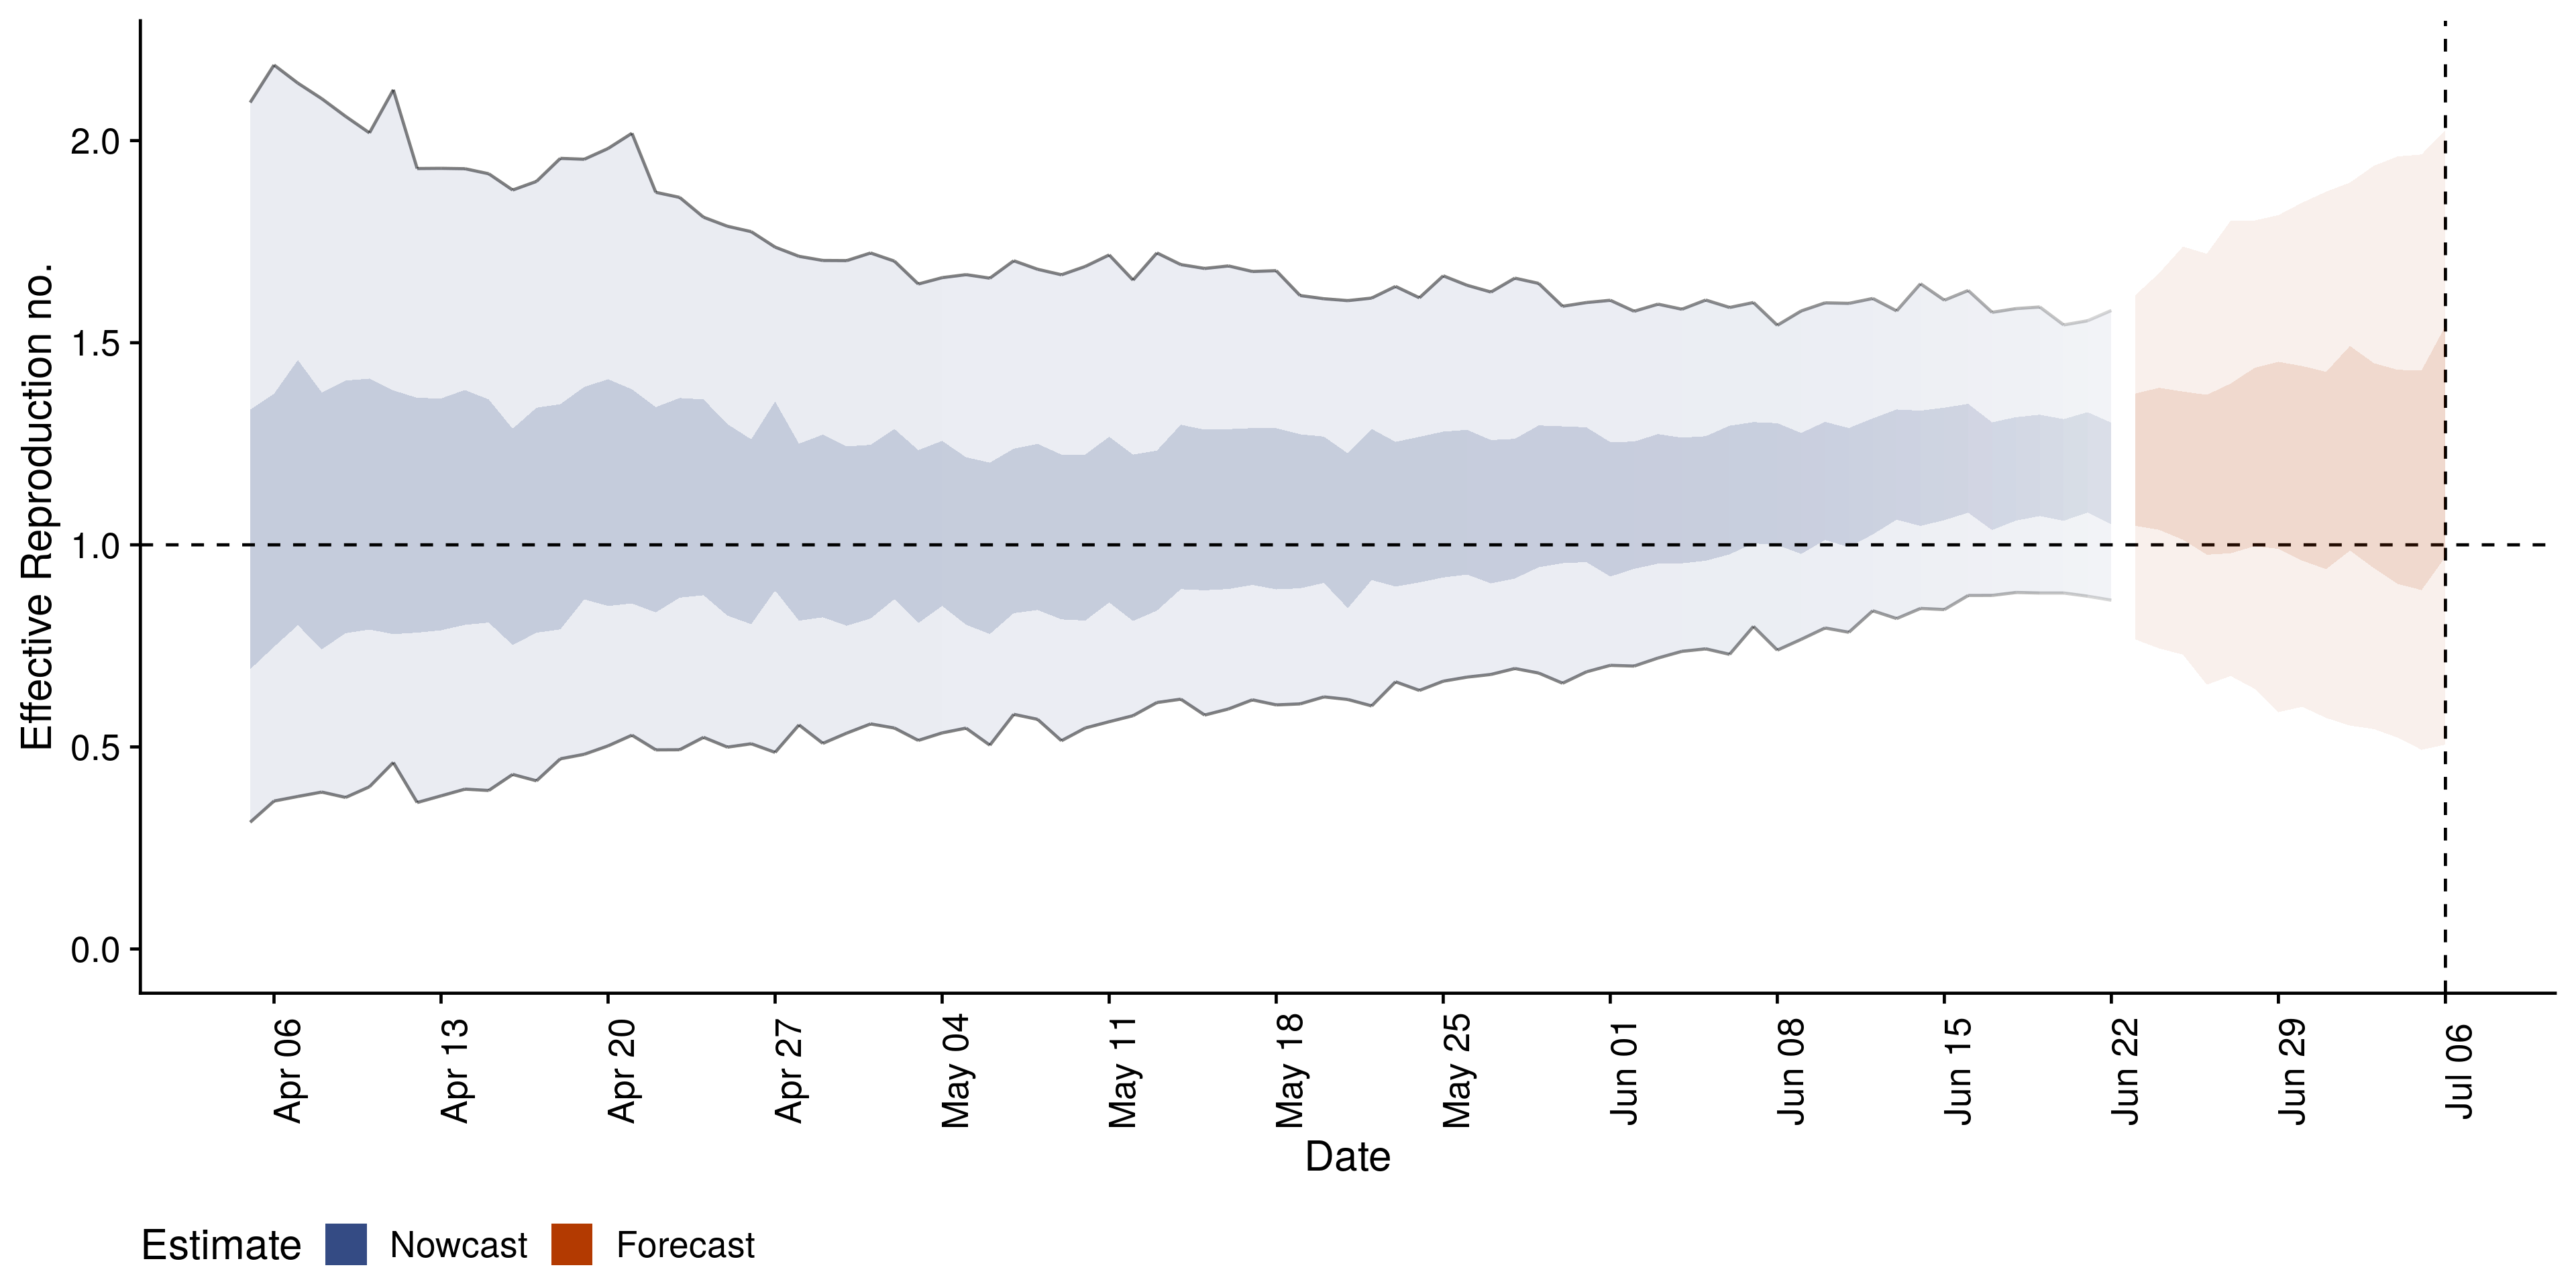 Effective Reproduction no.
2.0
1.5
1.0
0.5
0.0
Apr 06
Apr 13
Apr 20
Apr 27
May 04
May 11
May 18
May 25
Jun 01
Jun 08
Jun 15
Jun 22
Jun 29
Jul 06
Date
Estimate Nowcast Forecast